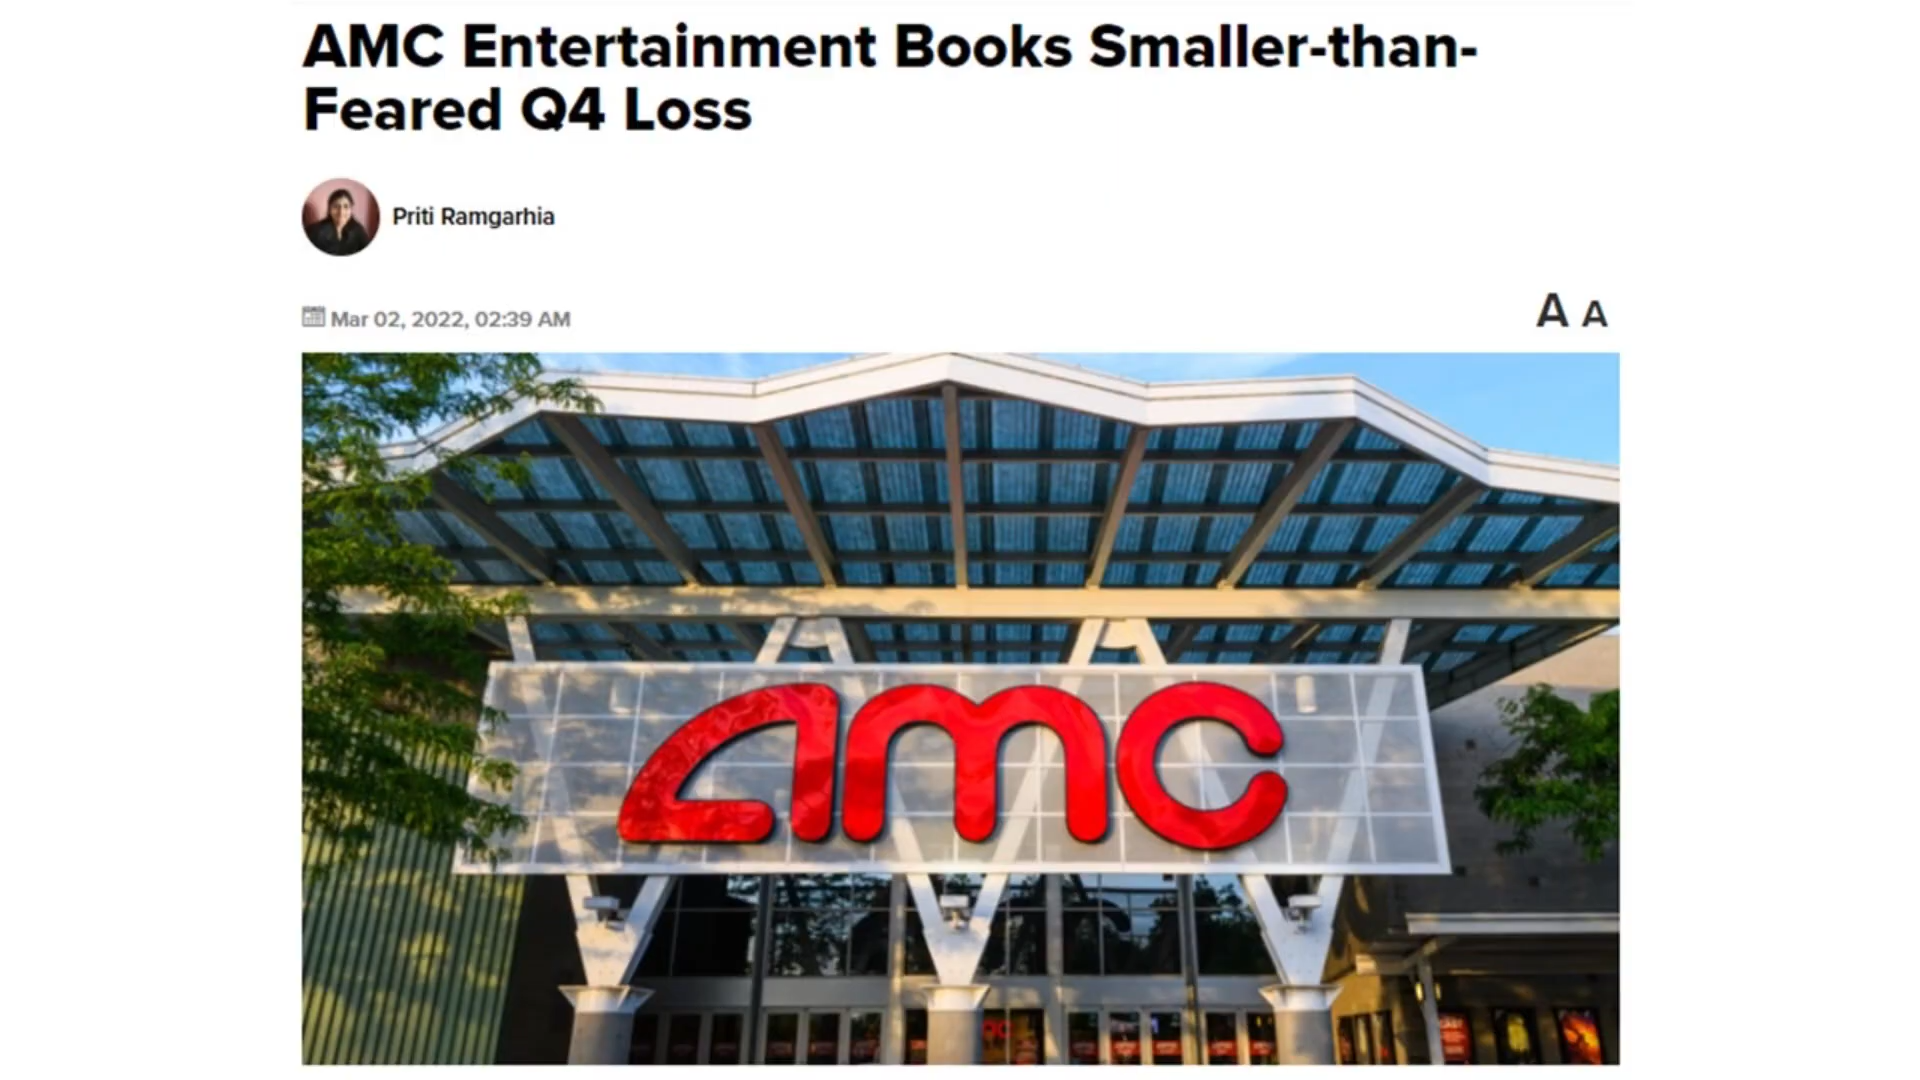 AMC Entertainment Books Smaller-than-
Feared Q4 Loss
Priti Ramgarhia
Mar 02, 2022, 02:39 AM
A A
amc